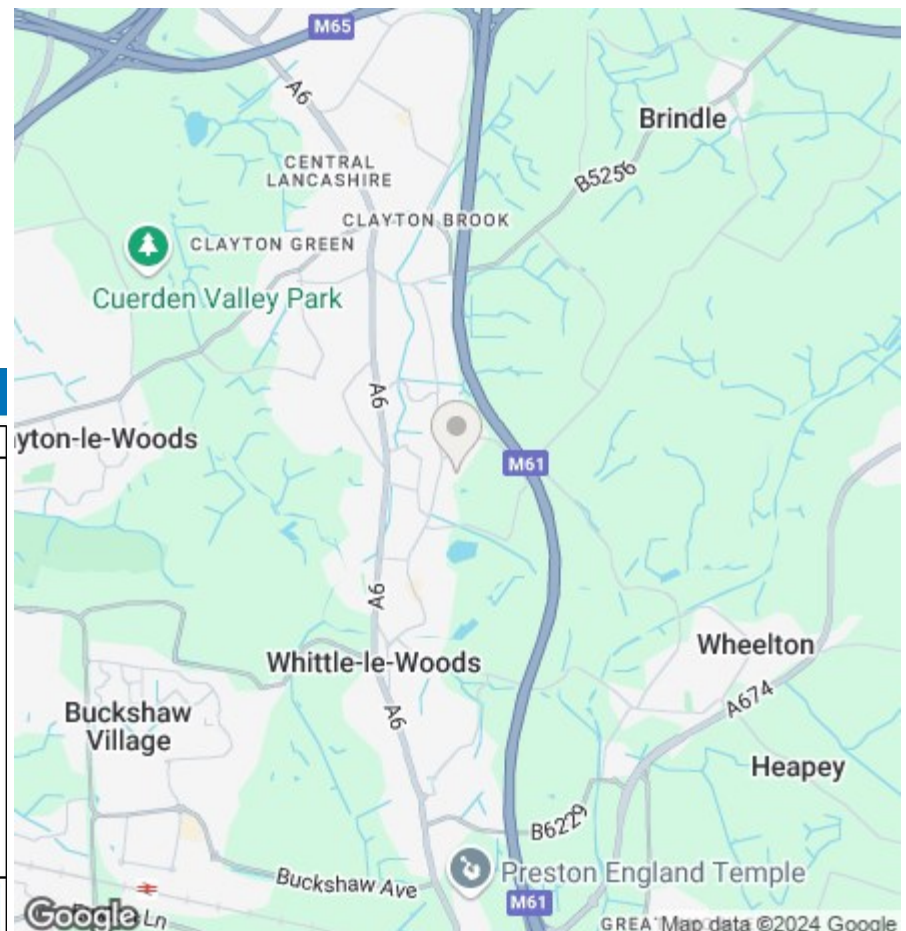 M65
A6
Brindle
CENTRAL
LANCASHIRE
B5256
CLAYTON BROOK
CLAYTON GREEN
Cuerden Valley Park
A6
yton-le-Woods
M61
A6
Wheelton
Whittle-le-Woods
A674
A6
Buckshaw
Village
Heapey
B6229
Preston England Temple
Buckshaw Ave
M61
Google
Ln
GREA
Map data ©2024 Google